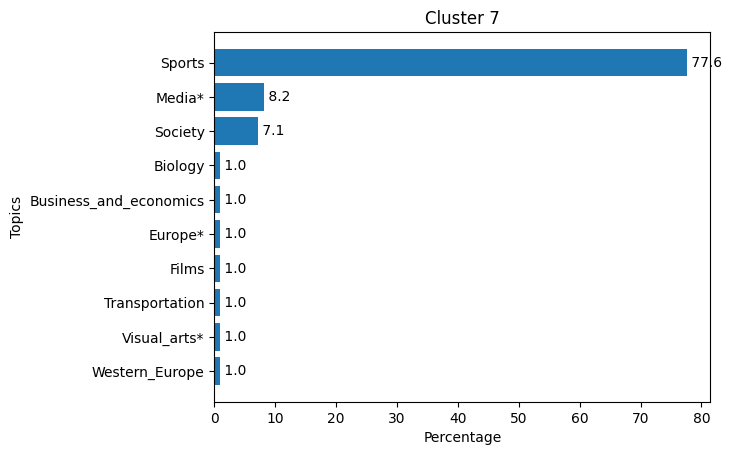 Cluster 7
Topics
Sports 77.6
Media* 8.2
Society 7.1
Biology 1.0
Business_and_economics 1.0
Europe* 1.0
Films 1.0
Transportation 1.0
Visual_arts* 1.0
Western_Europe 1.0
0 10 20 30 40 50 60 70 80
Percentage